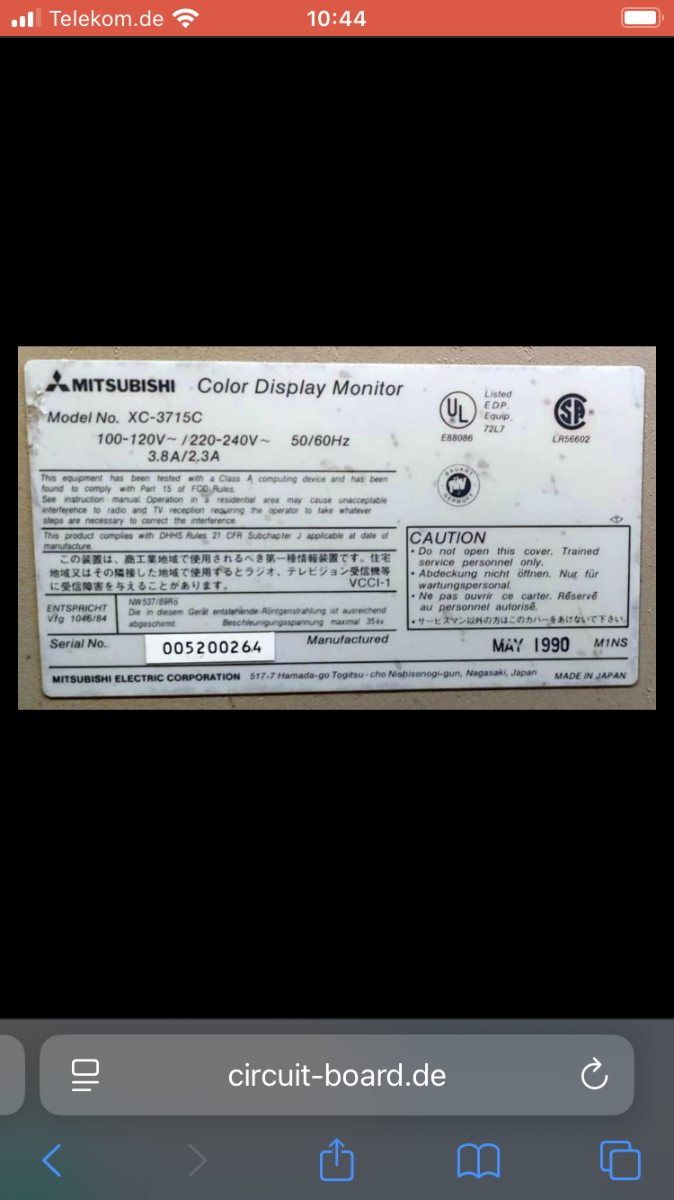 Telekom.de
10:44
MITSUBISHI Color Display Monitor
Model No. XC-3715C
100-120V~ /220-240V~ 50/60Hz
3.8A/2.3A
UL
Listed
EDP.
Equip.
72L7
E88086
SA
LR56602
BAUART
GEPRÜFT
This equipment has been tested with a Class A computing device and has been
found to comply with Part 15 of FCC Rules.
See instruction manual. Operation in a residential area may cause unacceptable
interference to radio and TV reception requiring the operator to take whatever
steps are necessary to correct the interference.
This product complies with DHHS Rules 21 CFR Subchapter J applicable at date of
manufacture.
この装置は、商工業地域で使用されるべき第一種情報装置です。住宅
地域又はその隣接した地域で使用するとラジオ、テレビジョン受信機等
に受信障害を与えることがあります。 VCCI-1
ENTSPRICHT
Vfg 1046/84
NW537/89Rö
Die in diesem Gerät entstehende-Röntgenstrahlung ist ausreichend
abgeschirmt. Beschleunigungsspannung maximal 35kv
CAUTION
• Do not open this cover. Trained
service personnel only.
• Abdeckung nicht öffnen. Nur für
wartungspersonal.
• Ne pas ouvrir ce carter. Réservé
au personnel autorisé.
• サービスマン以外の方はこのカバーをあけないで下さい。
Serial No.. 005200264 Manufactured MAY 1990 M1NS
MITSUBISHI ELECTRIC CORPORATION 517-7 Hamada-go Togitsu-cho Nishisonogi-gun, Nagasaki, Japan MADE IN JAPAN
circuit-board.de